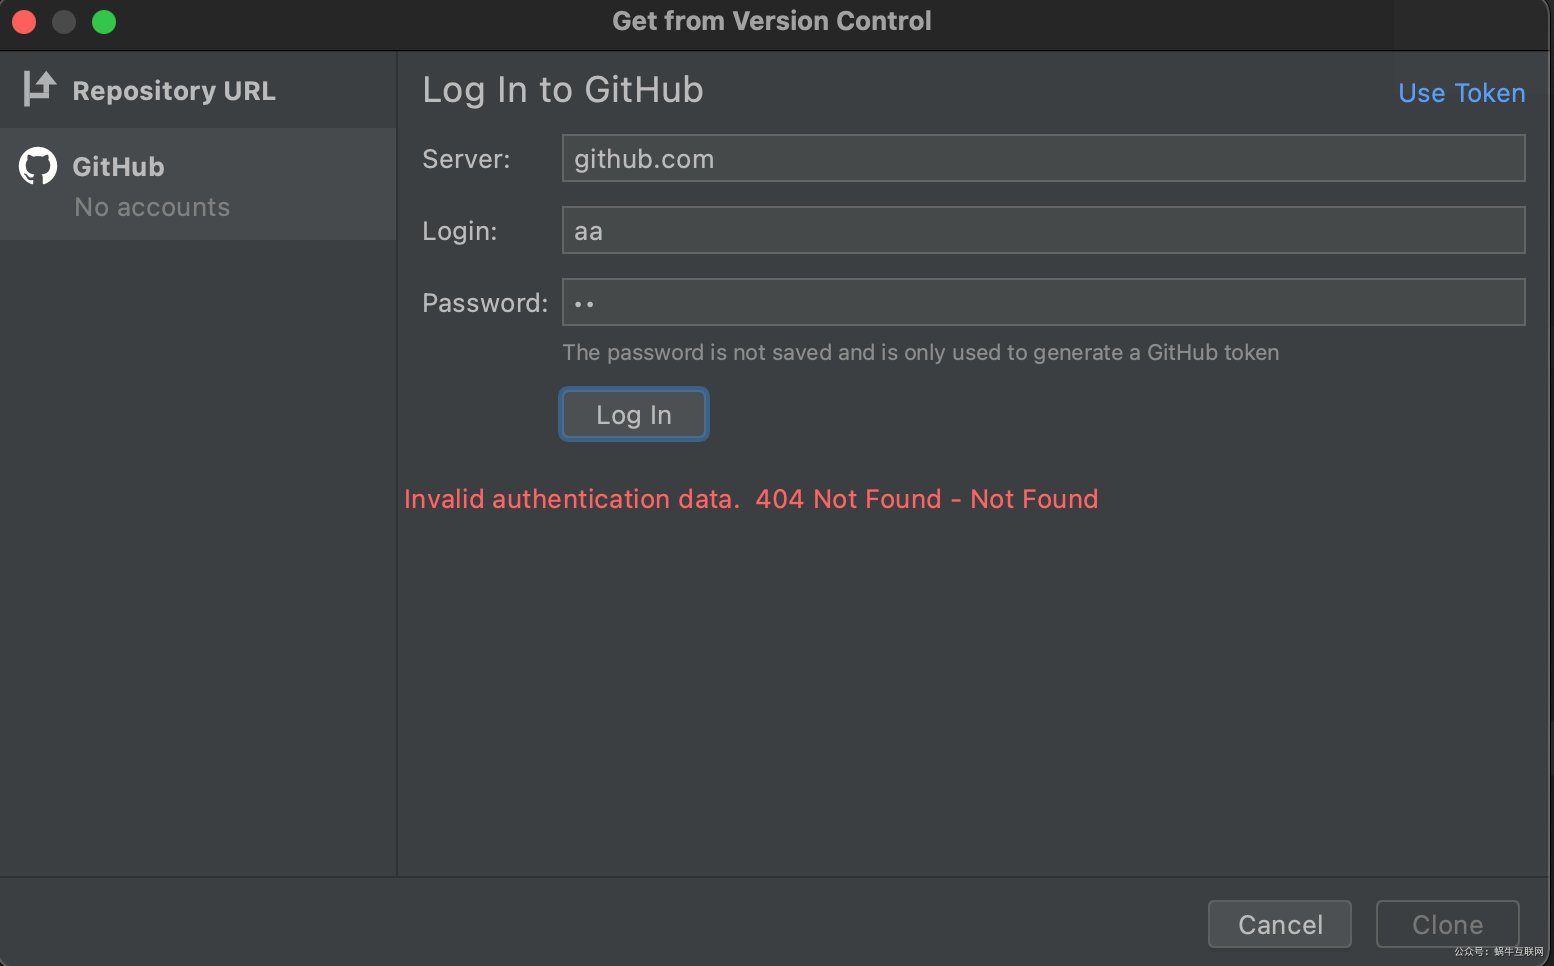 Get from Version Control
Repository URL
GitHub
No accounts
Log In to GitHub
Use Token
Server: github.com
Login: aa
Password: ••
The password is not saved and is only used to generate a GitHub token
Log In
Invalid authentication data.  404 Not Found - Not Found
Cancel
Clone
公众号：蜗牛互联网